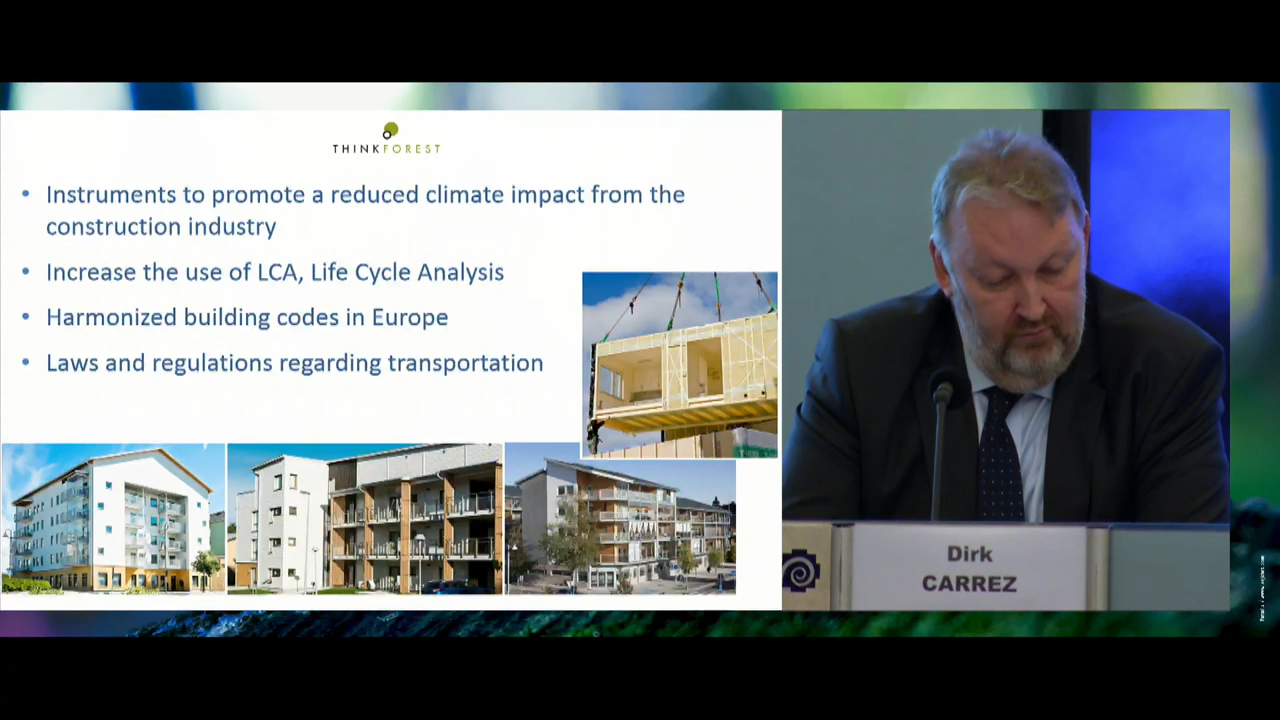 THINKFOREST
• Instruments to promote a reduced climate impact from the
construction industry
• Increase the use of LCA, Life Cycle Analysis
• Harmonized building codes in Europe
• Laws and regulations regarding transportation
Dirk
CARREZ